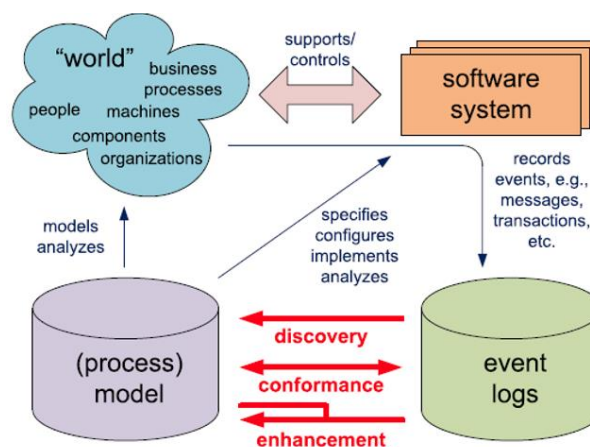 “world”
business
processes
people
machines
components
organizations
supports/
controls
software
system
records
events, e.g.,
messages,
transactions,
etc.
models
analyzes
specifies
configures
implements
analyzes
(process)
model
discovery
conformance
enhancement
event
logs